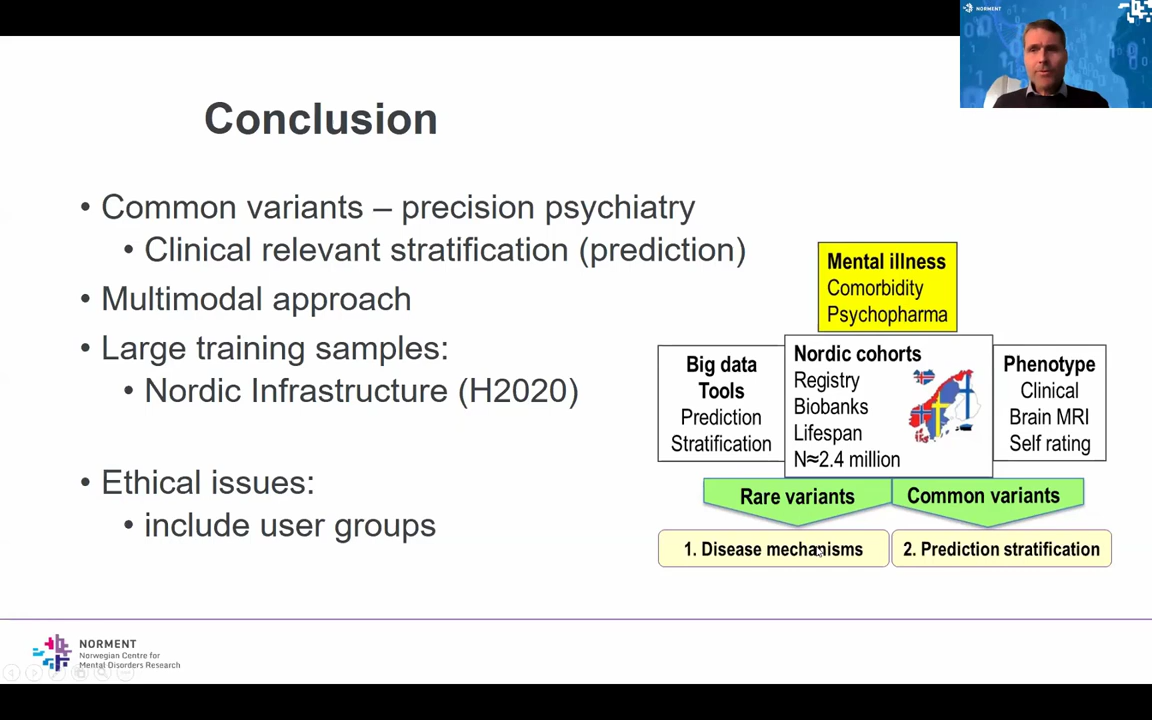 NORMENT
Conclusion
• Common variants – precision psychiatry
• Clinical relevant stratification (prediction)
• Multimodal approach
• Large training samples:
• Nordic Infrastructure (H2020)
• Ethical issues:
• include user groups
Mental illness
Comorbidity
Psychopharma
Big data
Tools
Prediction
Stratification
Nordic cohorts
Registry
Biobanks
Lifespan
N≈2.4 million
Phenotype
Clinical
Brain MRI
Self rating
Rare variants
Common variants
1. Disease mechanisms
2. Prediction stratification
NORMENT
Norwegian Centre for
Mental Disorders Research